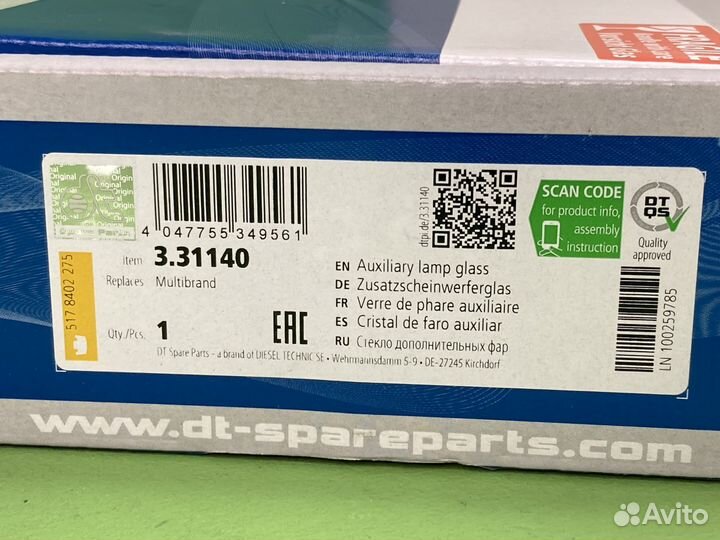 FRAGILE
Original
4 047755 349561
dtpi.de/3.31140
SCAN CODE
for product info,
assembly
instruction
DT
QS
Quality
approved
Item 3.31140
Replaces Multibrand
517 8402 275
Qty./Pcs. 1
EAC
EN Auxiliary lamp glass
DE Zusatzscheinwerferglas
FR Verre de phare auxiliaire
ES Cristal de faro auxiliar
RU Стекло дополнительных фар
LN 100259785
DT Spare Parts - a brand of DIESEL TECHNIC SE • Wehrmannsdamm 5-9 • DE-27245 Kirchdorf
www.dt-spareparts.com
Avito